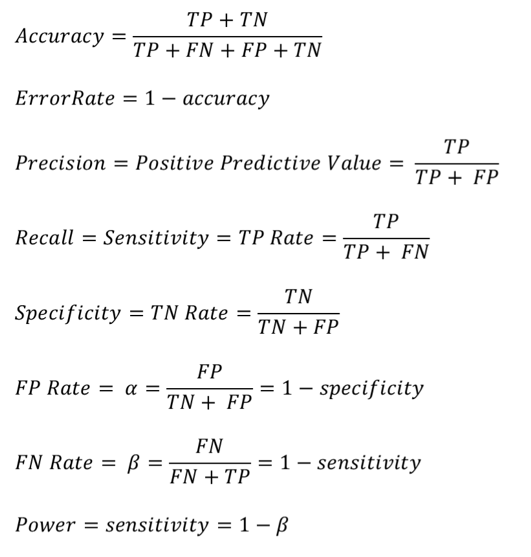 Accuracy = (TP + TN) / (TP + FN + FP + TN)
ErrorRate = 1 − accuracy
Precision = Positive Predictive Value = TP / (TP + FP)
Recall = Sensitivity = TP Rate = TP / (TP + FN)
Specificity = TN Rate = TN / (TN + FP)
FP Rate = α = FP / (TN + FP) = 1 − specificity
FN Rate = β = FN / (FN + TP) = 1 − sensitivity
Power = sensitivity = 1 − β